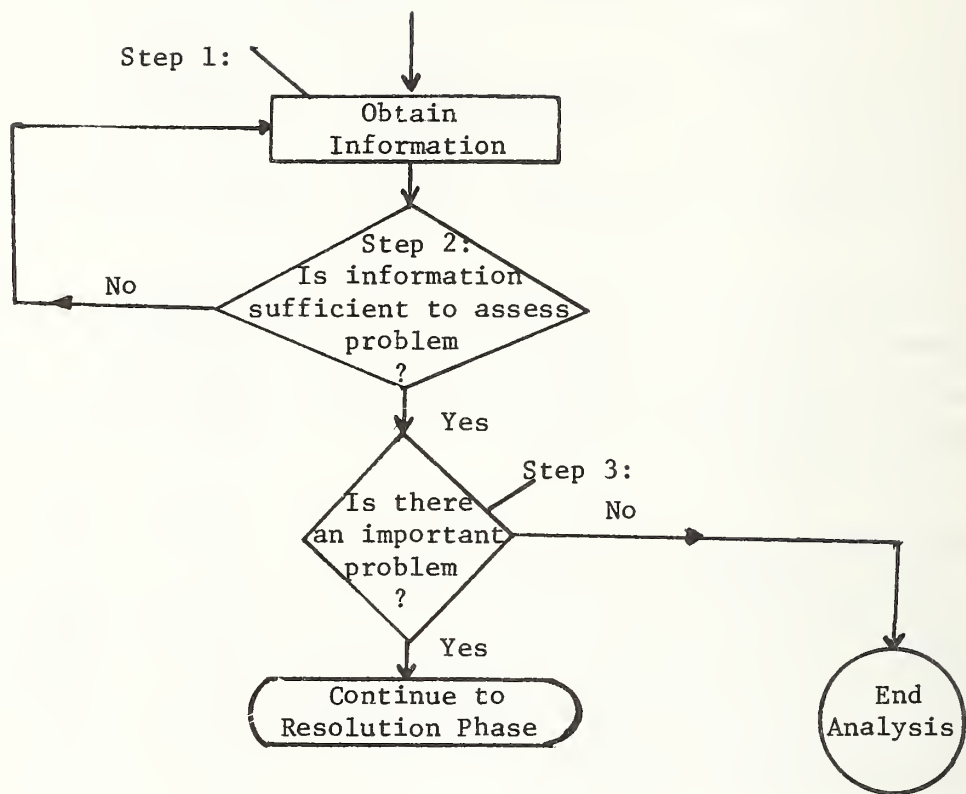 Step 1:
Obtain
Information
Step 2:
Is information
sufficient to assess
problem
?
No
Yes
Step 3:
Is there
an important
problem
?
No
Yes
Continue to
Resolution Phase
End
Analysis